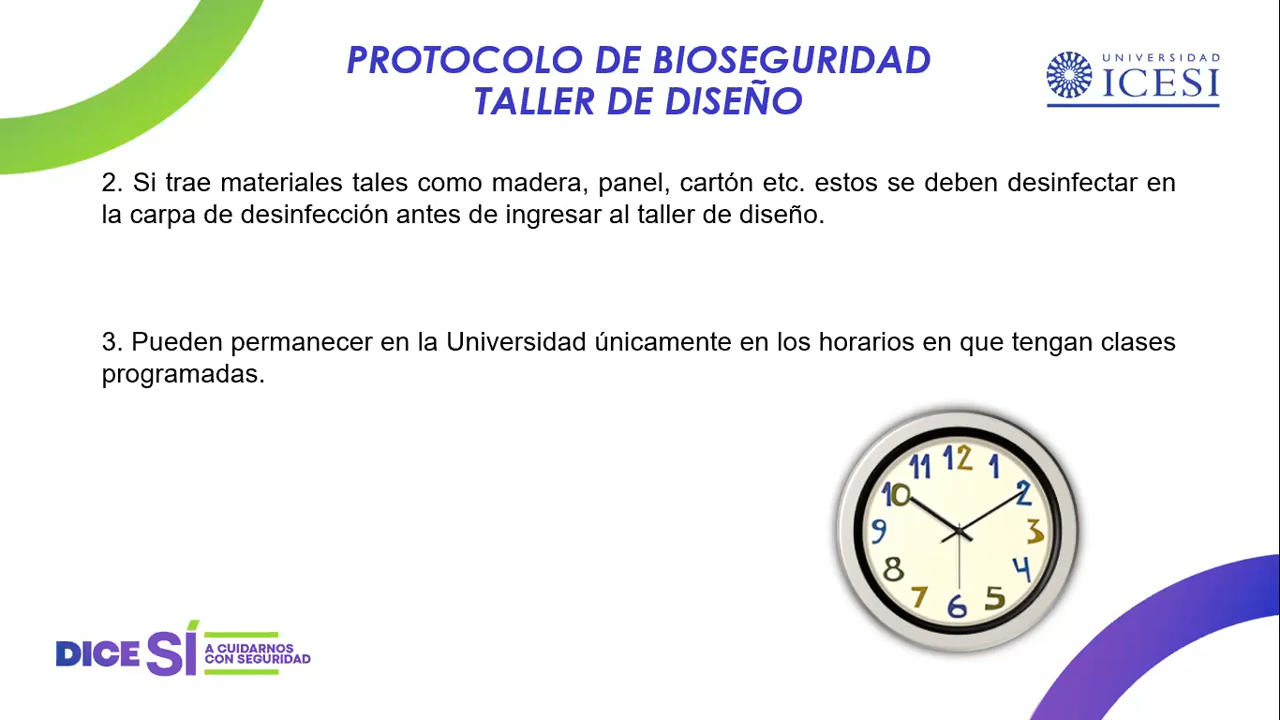 PROTOCOLO DE BIOSEGURIDAD
TALLER DE DISEÑO
UNIVERSIDAD
ICESI
2. Si trae materiales tales como madera, panel, cartón etc. estos se deben desinfectar en
la carpa de desinfección antes de ingresar al taller de diseño.
3. Pueden permanecer en la Universidad únicamente en los horarios en que tengan clases
programadas.
11 12 1
10 2
9 3
8 4
7 6 5
DICE SÍ A CUIDARNOS
CON SEGURIDAD